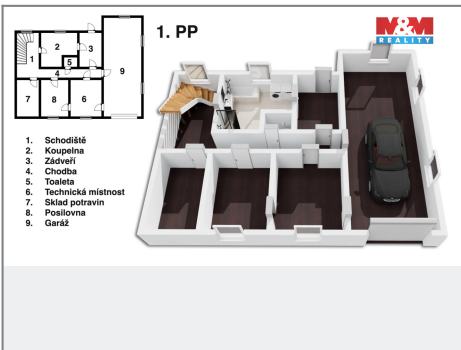 1. PP
M&M
REALITY
1
2
3
4
5
6
7
8
9
1. Schodiště
2. Koupelna
3. Zádveří
4. Chodba
5. Toaleta
6. Technická místnost
7. Sklad potravin
8. Posilovna
9. Garáž